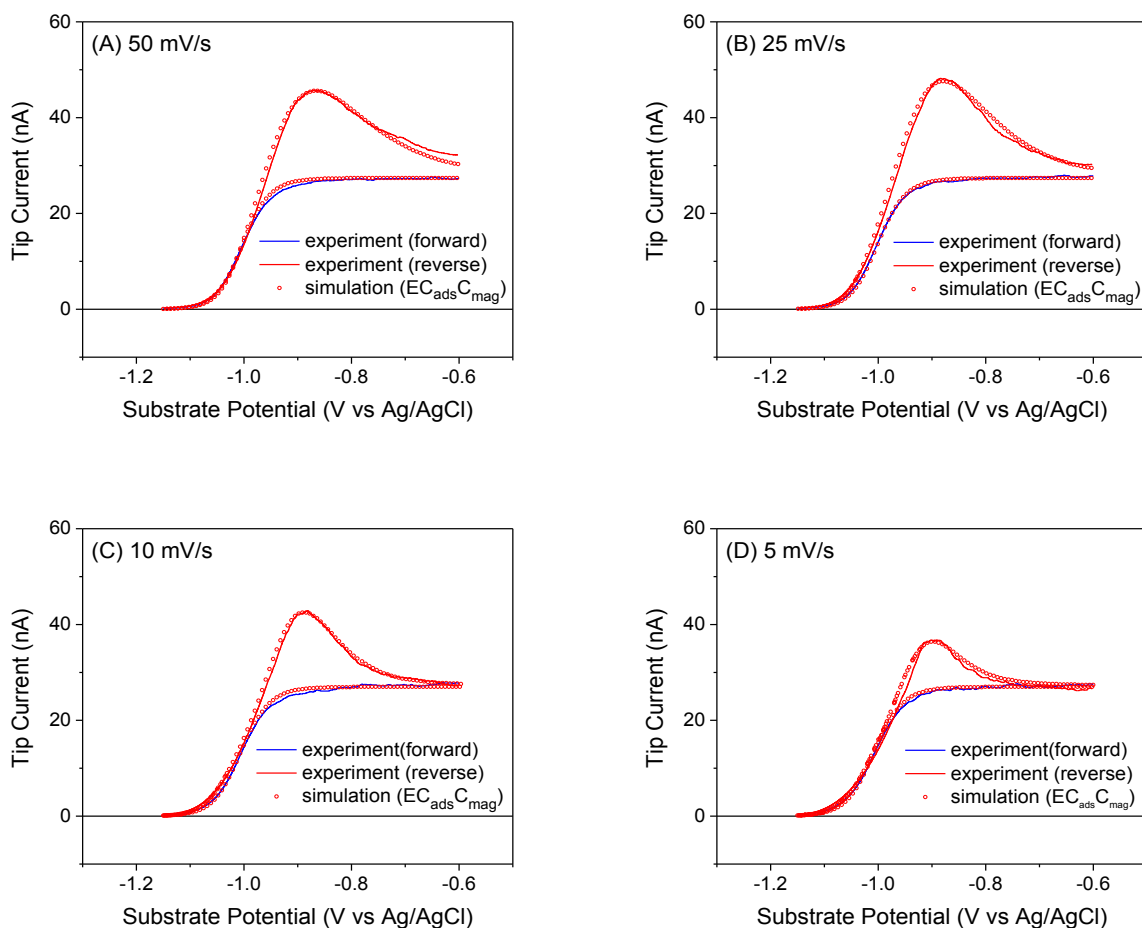 (A) 50 mV/s
60
40
20
0
Tip Current (nA)
experiment (forward)
experiment (reverse)
simulation (ECadsCmag)
-1.2 -1.0 -0.8 -0.6
Substrate Potential (V vs Ag/AgCl)
(B) 25 mV/s
60
40
20
0
Tip Current (nA)
experiment (forward)
experiment (reverse)
simulation (ECadsCmag)
-1.2 -1.0 -0.8 -0.6
Substrate Potential (V vs Ag/AgCl)
(C) 10 mV/s
60
40
20
0
Tip Current (nA)
experiment(forward)
experiment (reverse)
simulation (ECadsCmag)
-1.2 -1.0 -0.8 -0.6
Substrate Potential (V vs Ag/AgCl)
(D) 5 mV/s
60
40
20
0
Tip Current (nA)
experiment(forward)
experiment (reverse)
simulation (ECadsCmag)
-1.2 -1.0 -0.8 -0.6
Substrate Potential (V vs Ag/AgCl)